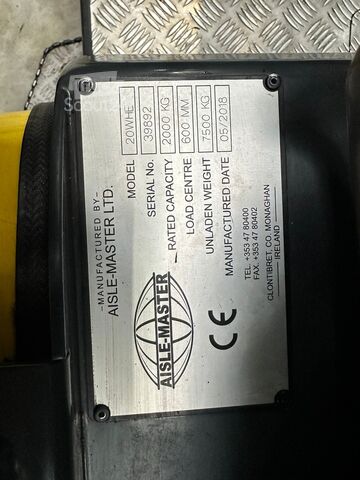 -MANUFACTURED BY-
AISLE-MASTER LTD.
AISLE-MASTER
CE
MODEL 20WHE
SERIAL No. 39892
RATED CAPACITY 2000 KG
LOAD CENTRE 600 MM
UNLADEN WEIGHT 7500 KG
MANUFACTURED DATE 05/2018
TEL. +353 47 80400
FAX. +353 47 80402
CLONTIBRET, CO. MONAGHAN
IRELAND